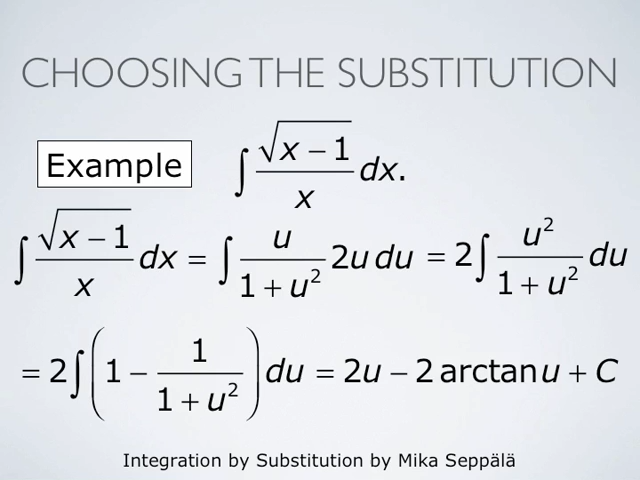 CHOOSING THE SUBSTITUTION
Example
∫ √(x − 1) / x dx.
∫ √(x − 1) / x dx = ∫ u / (1 + u²) 2u du = 2∫ u² / (1 + u²) du
= 2∫ (1 − 1 / (1 + u²)) du = 2u − 2 arctan u + C
Integration by Substitution by Mika Seppälä